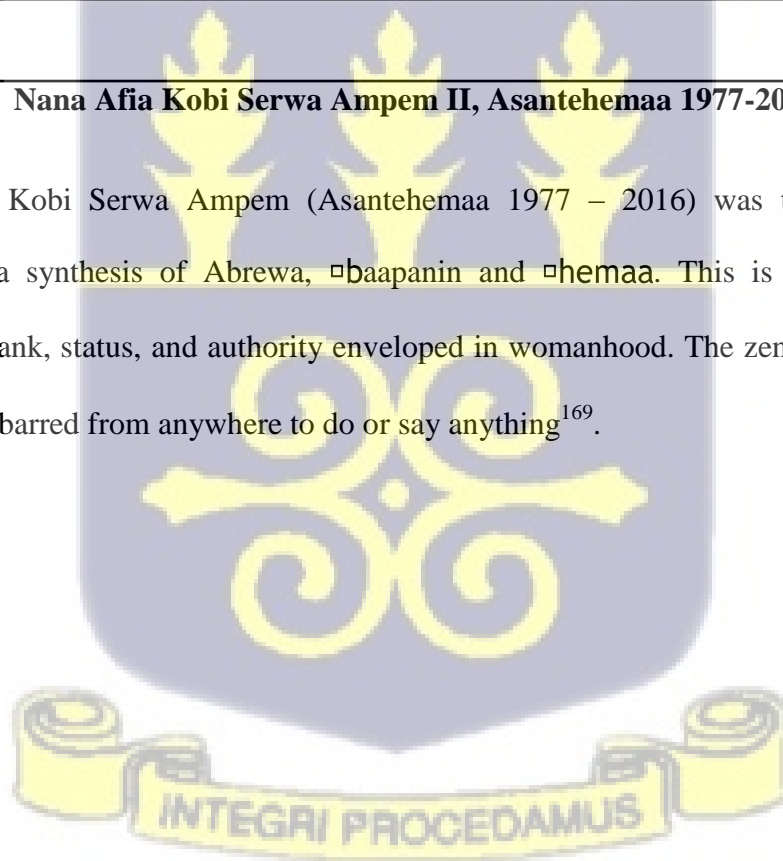 Nana Afia Kobi Serwa Ampem II, Asantehemaa 1977-20
Kobi Serwa Ampem (Asantehemaa 1977 – 2016) was
a synthesis of Abrewa, □baapanin and □hemaa. This is
ank, status, and authority enveloped in womanhood. The
barred from anywhere to do or say anything169.
INTEGRI PROCEDAMUS